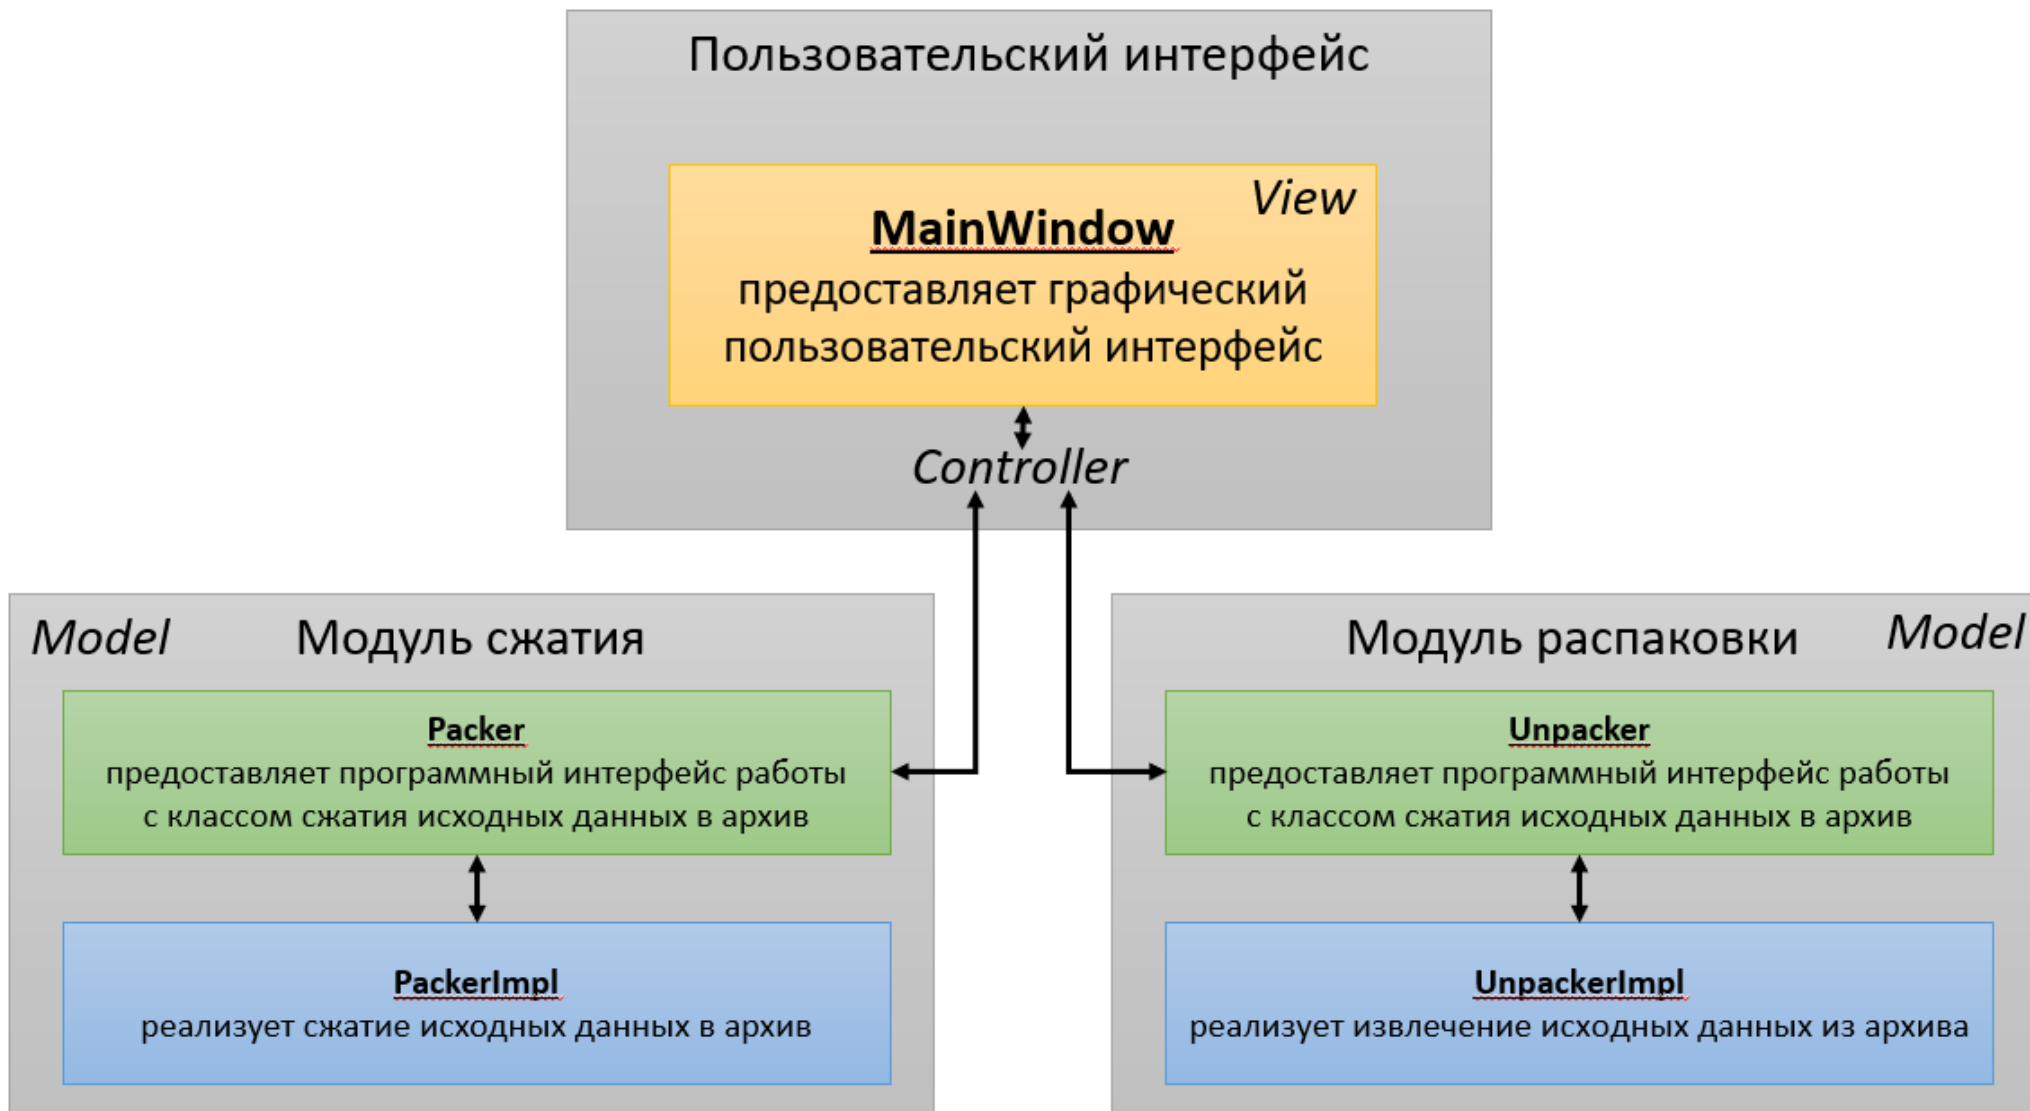 Пользовательский интерфейс
View
MainWindow
предоставляет графический
пользовательский интерфейс
Controller
Model
Модуль сжатия
Packer
предоставляет программный интерфейс работы
с классом сжатия исходных данных в архив
PackerImpl
реализует сжатие исходных данных в архив
Модуль распаковки
Model
Unpacker
предоставляет программный интерфейс работы
с классом сжатия исходных данных в архив
UnpackerImpl
реализует извлечение исходных данных из архива